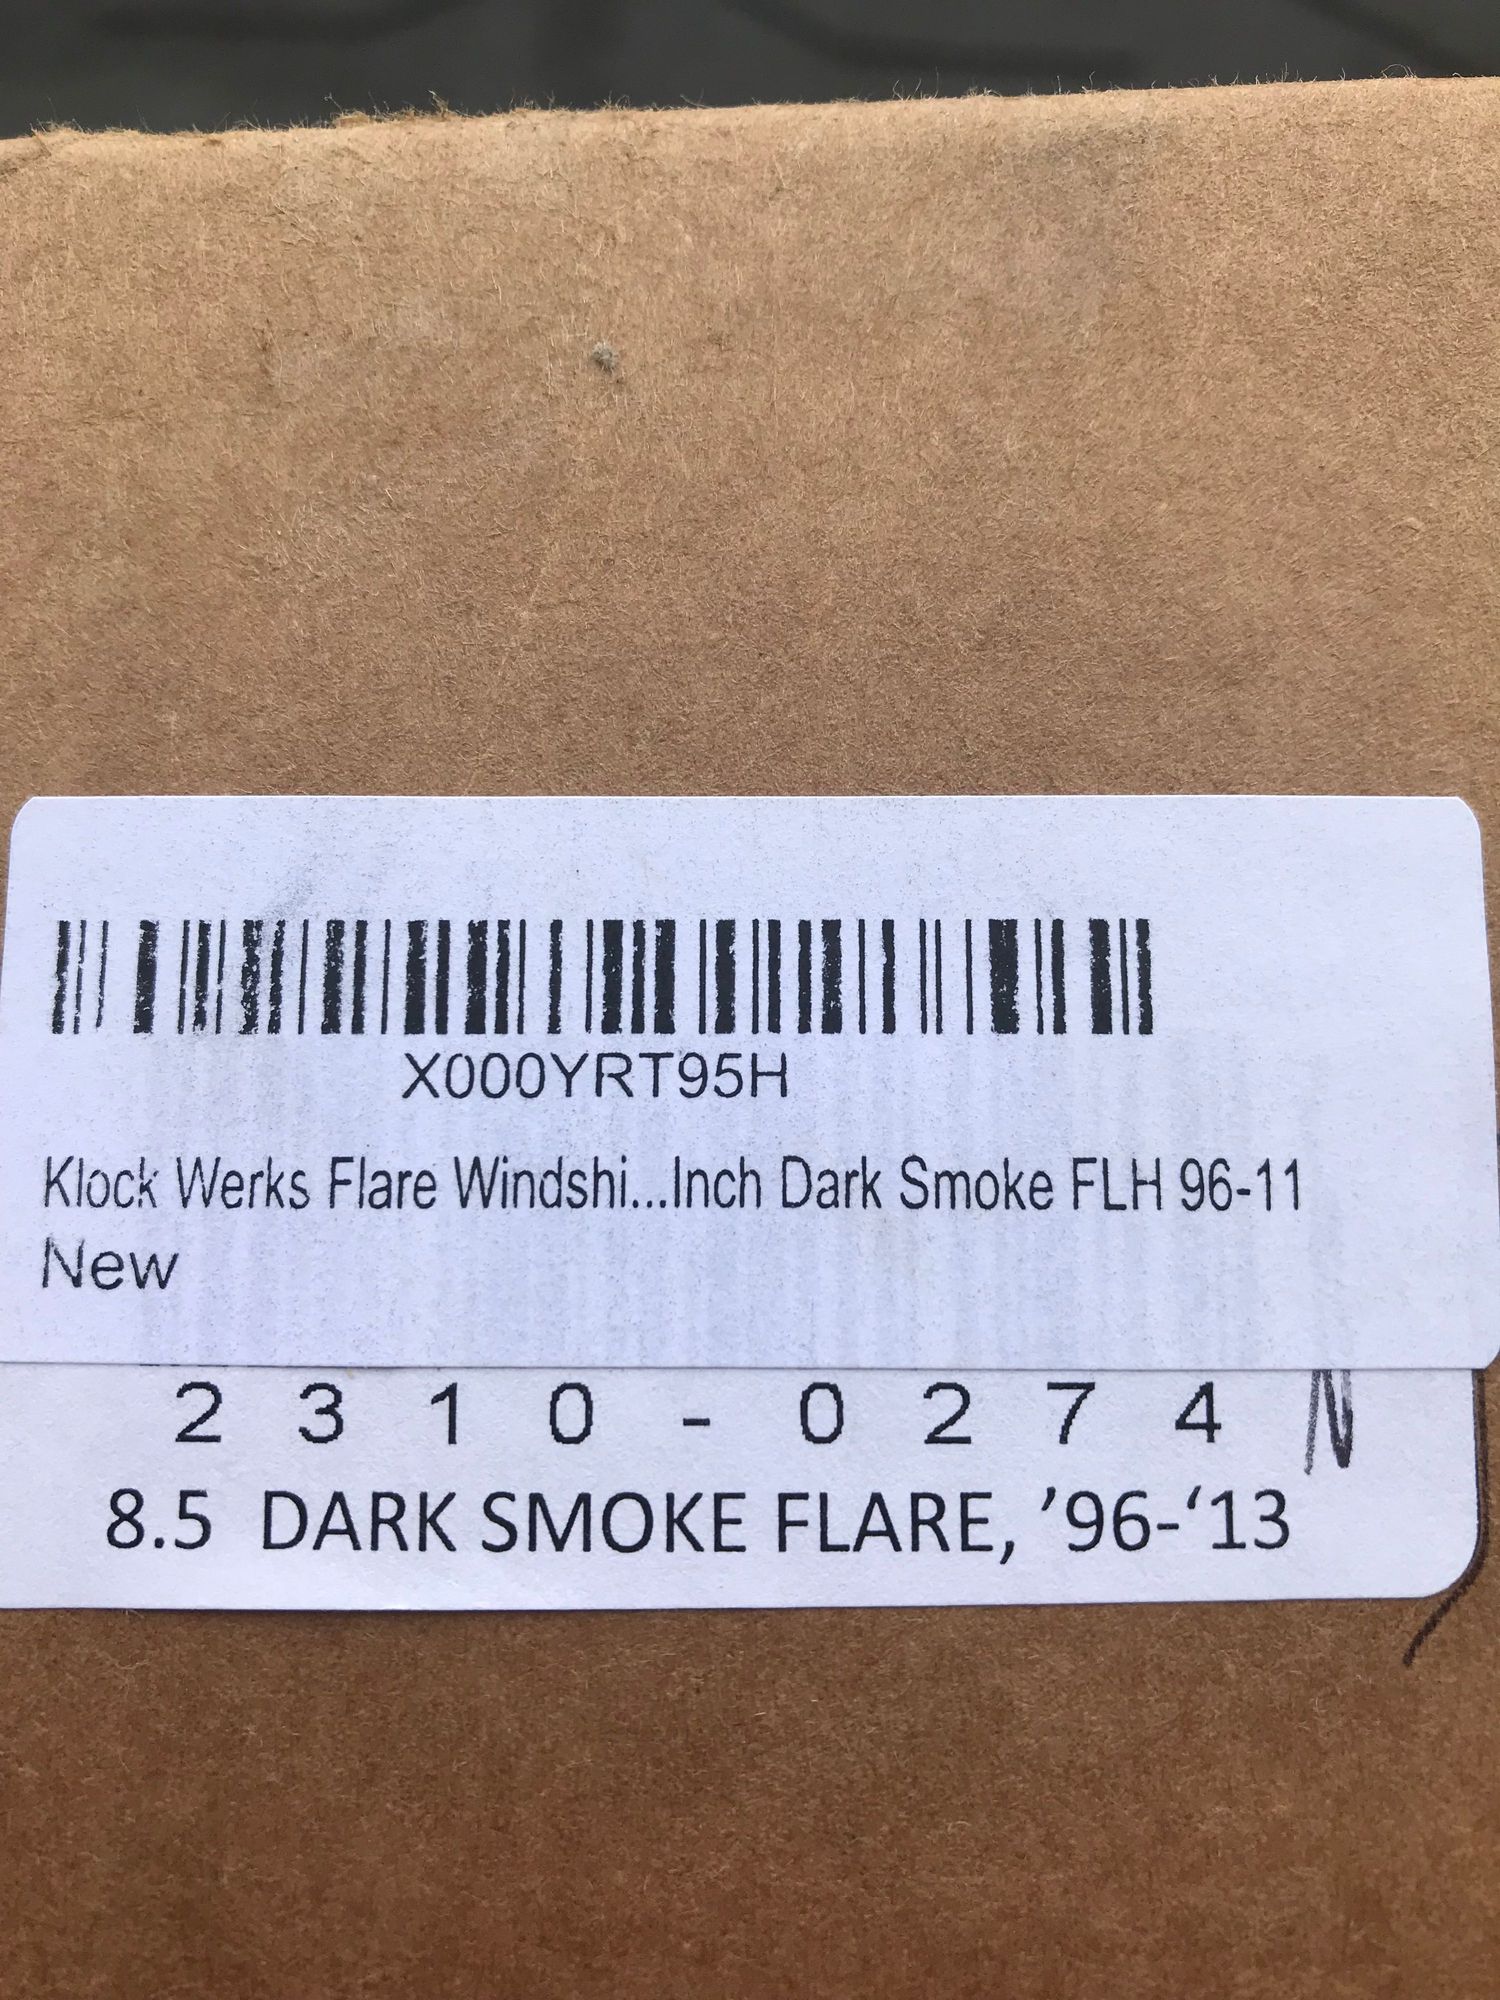 X000YRT95H
Klock Werks Flare Windshi...Inch Dark Smoke FLH 96-11
New
2310-0274 N
8.5 DARK SMOKE FLARE, ’96-‘13